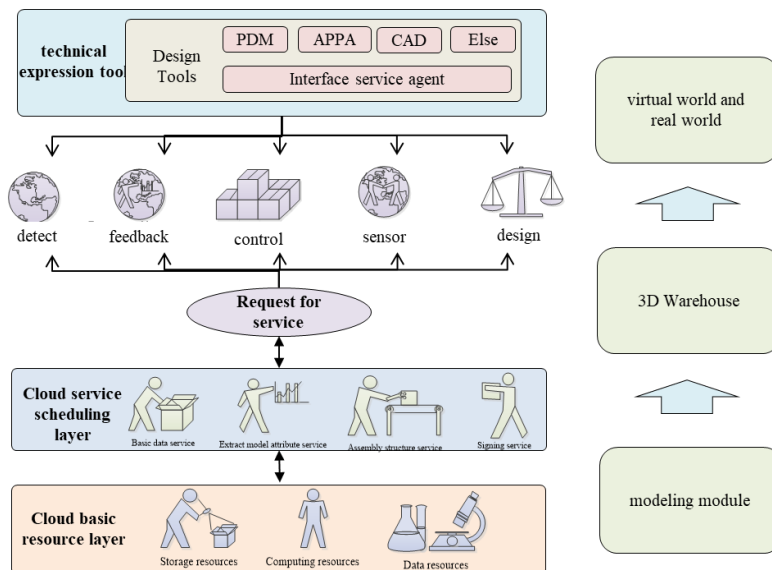 technical
expression tool
Design
Tools
PDM
APPA
CAD
Else
Interface service agent
detect
feedback
control
sensor
design
Request for
service
Cloud service
scheduling
layer
Basic data service
Extract model attribute service
Assembly structure service
Signing service
Cloud basic
resource layer
Storage resources
Computing resources
Data resources
virtual world and
real world
3D Warehouse
modeling module